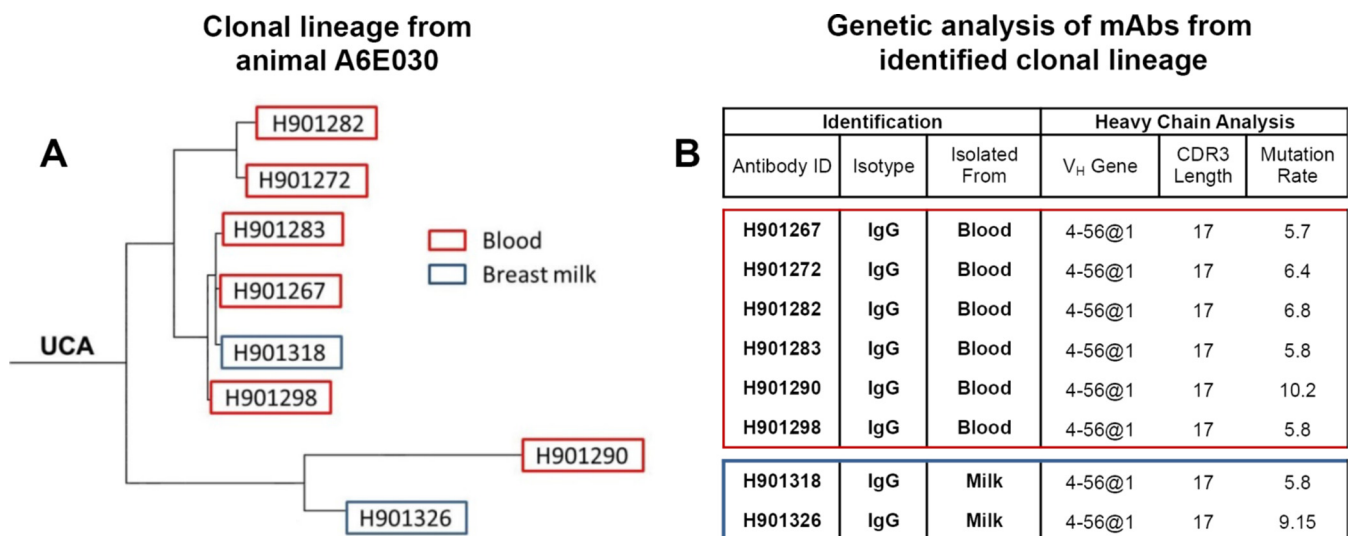 Clonal lineage from
animal A6E030
A
H901282
H901272
H901283
H901267
H901318
H901298
H901290
H901326
UCA
Blood
Breast milk
Genetic analysis of mAbs from
identified clonal lineage
B
Identification Heavy Chain Analysis
Antibody ID Isotype Isolated From VH Gene CDR3 Length Mutation Rate
H901267 IgG Blood 4-56@1 17 5.7
H901272 IgG Blood 4-56@1 17 6.4
H901282 IgG Blood 4-56@1 17 6.8
H901283 IgG Blood 4-56@1 17 5.8
H901290 IgG Blood 4-56@1 17 10.2
H901298 IgG Blood 4-56@1 17 5.8
H901318 IgG Milk 4-56@1 17 5.8
H901326 IgG Milk 4-56@1 17 9.15